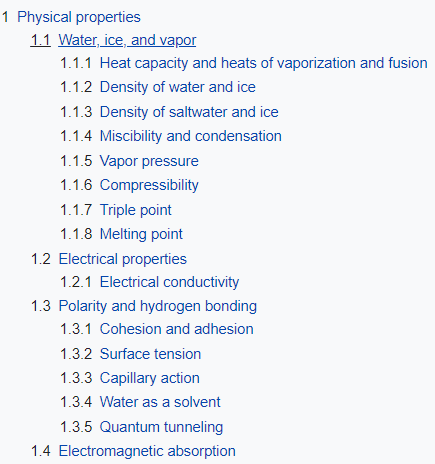 1 Physical properties
1.1 Water, ice, and vapor
1.1.1 Heat capacity and heats of vaporization and fusion
1.1.2 Density of water and ice
1.1.3 Density of saltwater and ice
1.1.4 Miscibility and condensation
1.1.5 Vapor pressure
1.1.6 Compressibility
1.1.7 Triple point
1.1.8 Melting point
1.2 Electrical properties
1.2.1 Electrical conductivity
1.3 Polarity and hydrogen bonding
1.3.1 Cohesion and adhesion
1.3.2 Surface tension
1.3.3 Capillary action
1.3.4 Water as a solvent
1.3.5 Quantum tunneling
1.4 Electromagnetic absorption